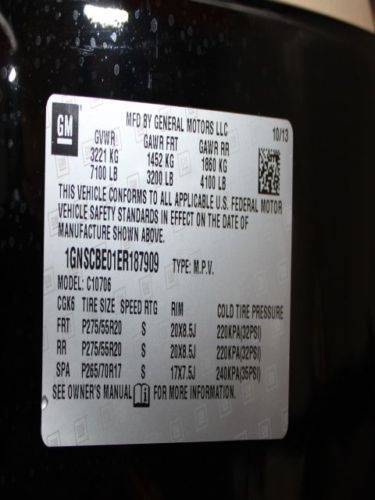 GM
MFD BY GENERAL MOTORS LLC 10/13
GVWR GAWR FRT GAWR RR
3221 KG 1452 KG 1860 KG
7100 LB 3200 LB 4100 LB
THIS VEHICLE CONFORMS TO ALL APPLICABLE U.S. FEDERAL MOTOR
VEHICLE SAFETY STANDARDS IN EFFECT ON THE DATE OF
MANUFACTURE SHOWN ABOVE.
1GNSCBE01ER187909 TYPE: M.P.V.
MODEL: C10706
CGK6 TIRE SIZE SPEED RTG RIM COLD TIRE PRESSURE
FRT P275/55R20 S 20X8.5J 220KPA(32PSI)
RR P275/55R20 S 20X8.5J 220KPA(32PSI)
SPA P265/70R17 S 17X7.5J 240KPA(35PSI)
SEE OWNER'S MANUAL FOR MORE INFORMATION.